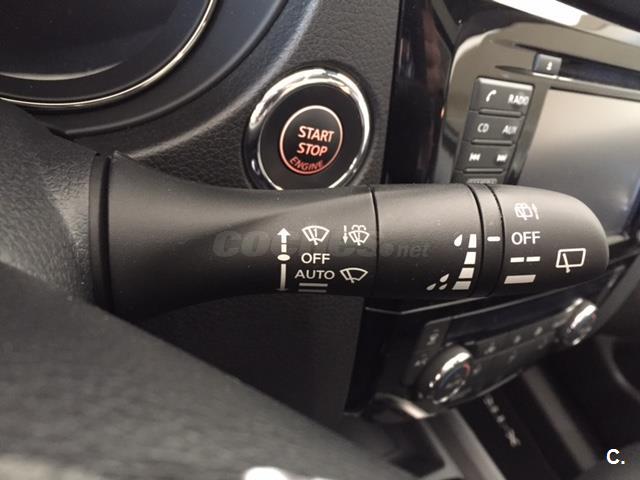 START
STOP
ENGINE
RADIO
CD AUX
OFF
AUTO
OFF
COCHES.net
C.